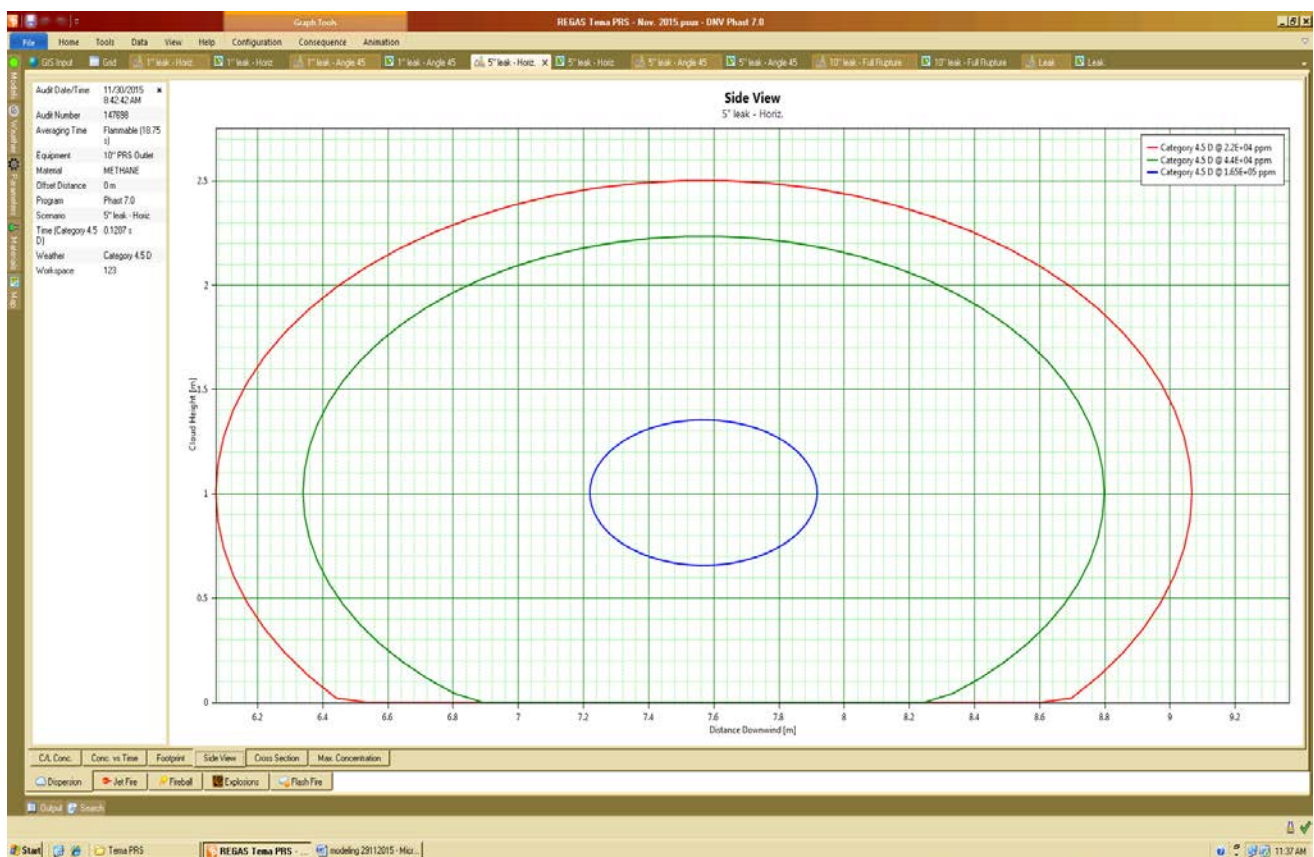 Graph Tools
REGAS Tema PRS - Nov. 2015.psux - DNV Phast 7.0
File Home Tools Data View Help Configuration Consequence Animation
GIS Input Grid 1" leak - Horiz. 1" leak - Horiz. 1" leak - Angle 45 1" leak - Angle 45 5" leak - Horiz. X 5" leak - Horiz. 5" leak - Angle 45 5" leak - Angle 45 10" leak - Full Rupture 10" leak - Full Rupture Leak Leak
Models
Weather
Parameters
Materials
Map
Audit Date/Time 11/30/2015
8:42:42 AM
Audit Number 147698
Averaging Time Flammable (18.75
s)
Equipment 10" PRS Outlet
Material METHANE
Offset Distance 0 m
Program Phast 7.0
Scenario 5" leak - Horiz.
Time (Category 4.5 0.1207 s
D)
Weather Category 4.5 D
Workspace 123
Side View
5" leak - Horiz.
Category 4.5 D @ 2.2E+04 ppm
Category 4.5 D @ 4.4E+04 ppm
Category 4.5 D @ 1.65E+05 ppm
Cloud Height [m]
2.5
2
1.5
1
0.5
0
6.2 6.4 6.6 6.8 7 7.2 7.4 7.6 7.8 8 8.2 8.4 8.6 8.8 9 9.2
Distance Downwind [m]
C/L Conc. Conc. vs Time Footprint Side View Cross Section Max. Concentration
Dispersion Jet Fire Fireball Explosions Flash Fire
Output Search
Start Tema PRS REGAS Tema PRS - ... modeling 29112015 - Micr... 11:37 AM